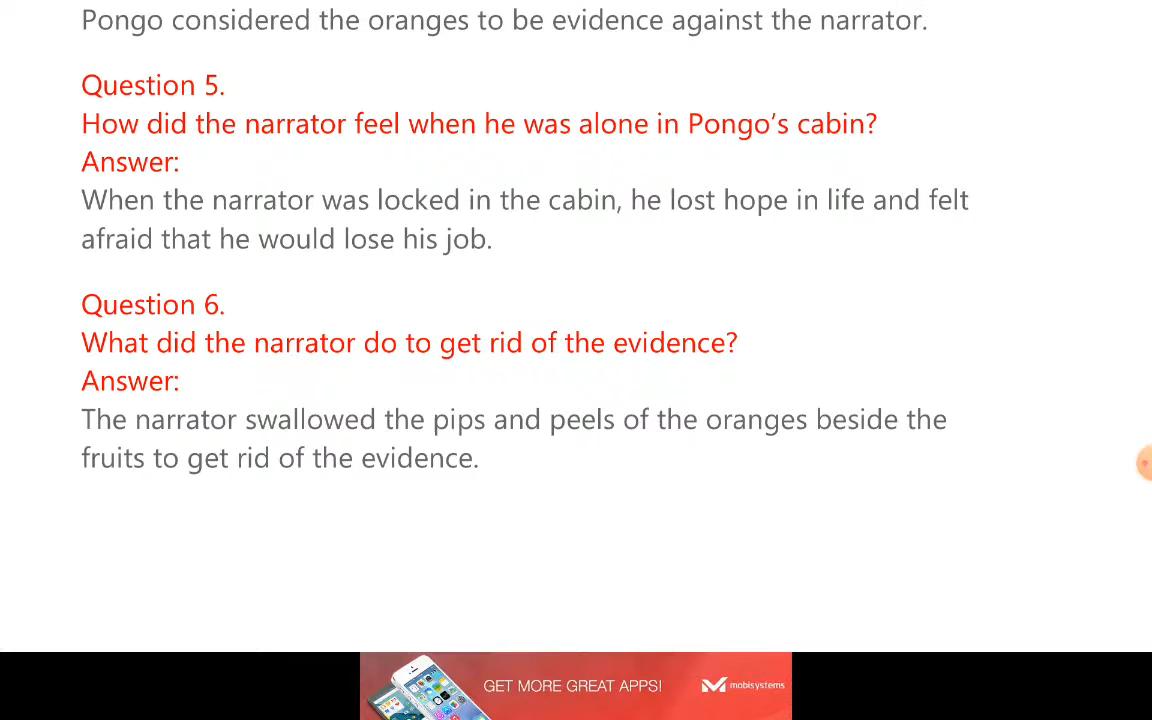 Pongo considered the oranges to be evidence against the narrator.
Question 5.
How did the narrator feel when he was alone in Pongo’s cabin?
Answer:
When the narrator was locked in the cabin, he lost hope in life and felt
afraid that he would lose his job.
Question 6.
What did the narrator do to get rid of the evidence?
Answer:
The narrator swallowed the pips and peels of the oranges beside the
fruits to get rid of the evidence.
GET MORE GREAT APPS!
mobisystems